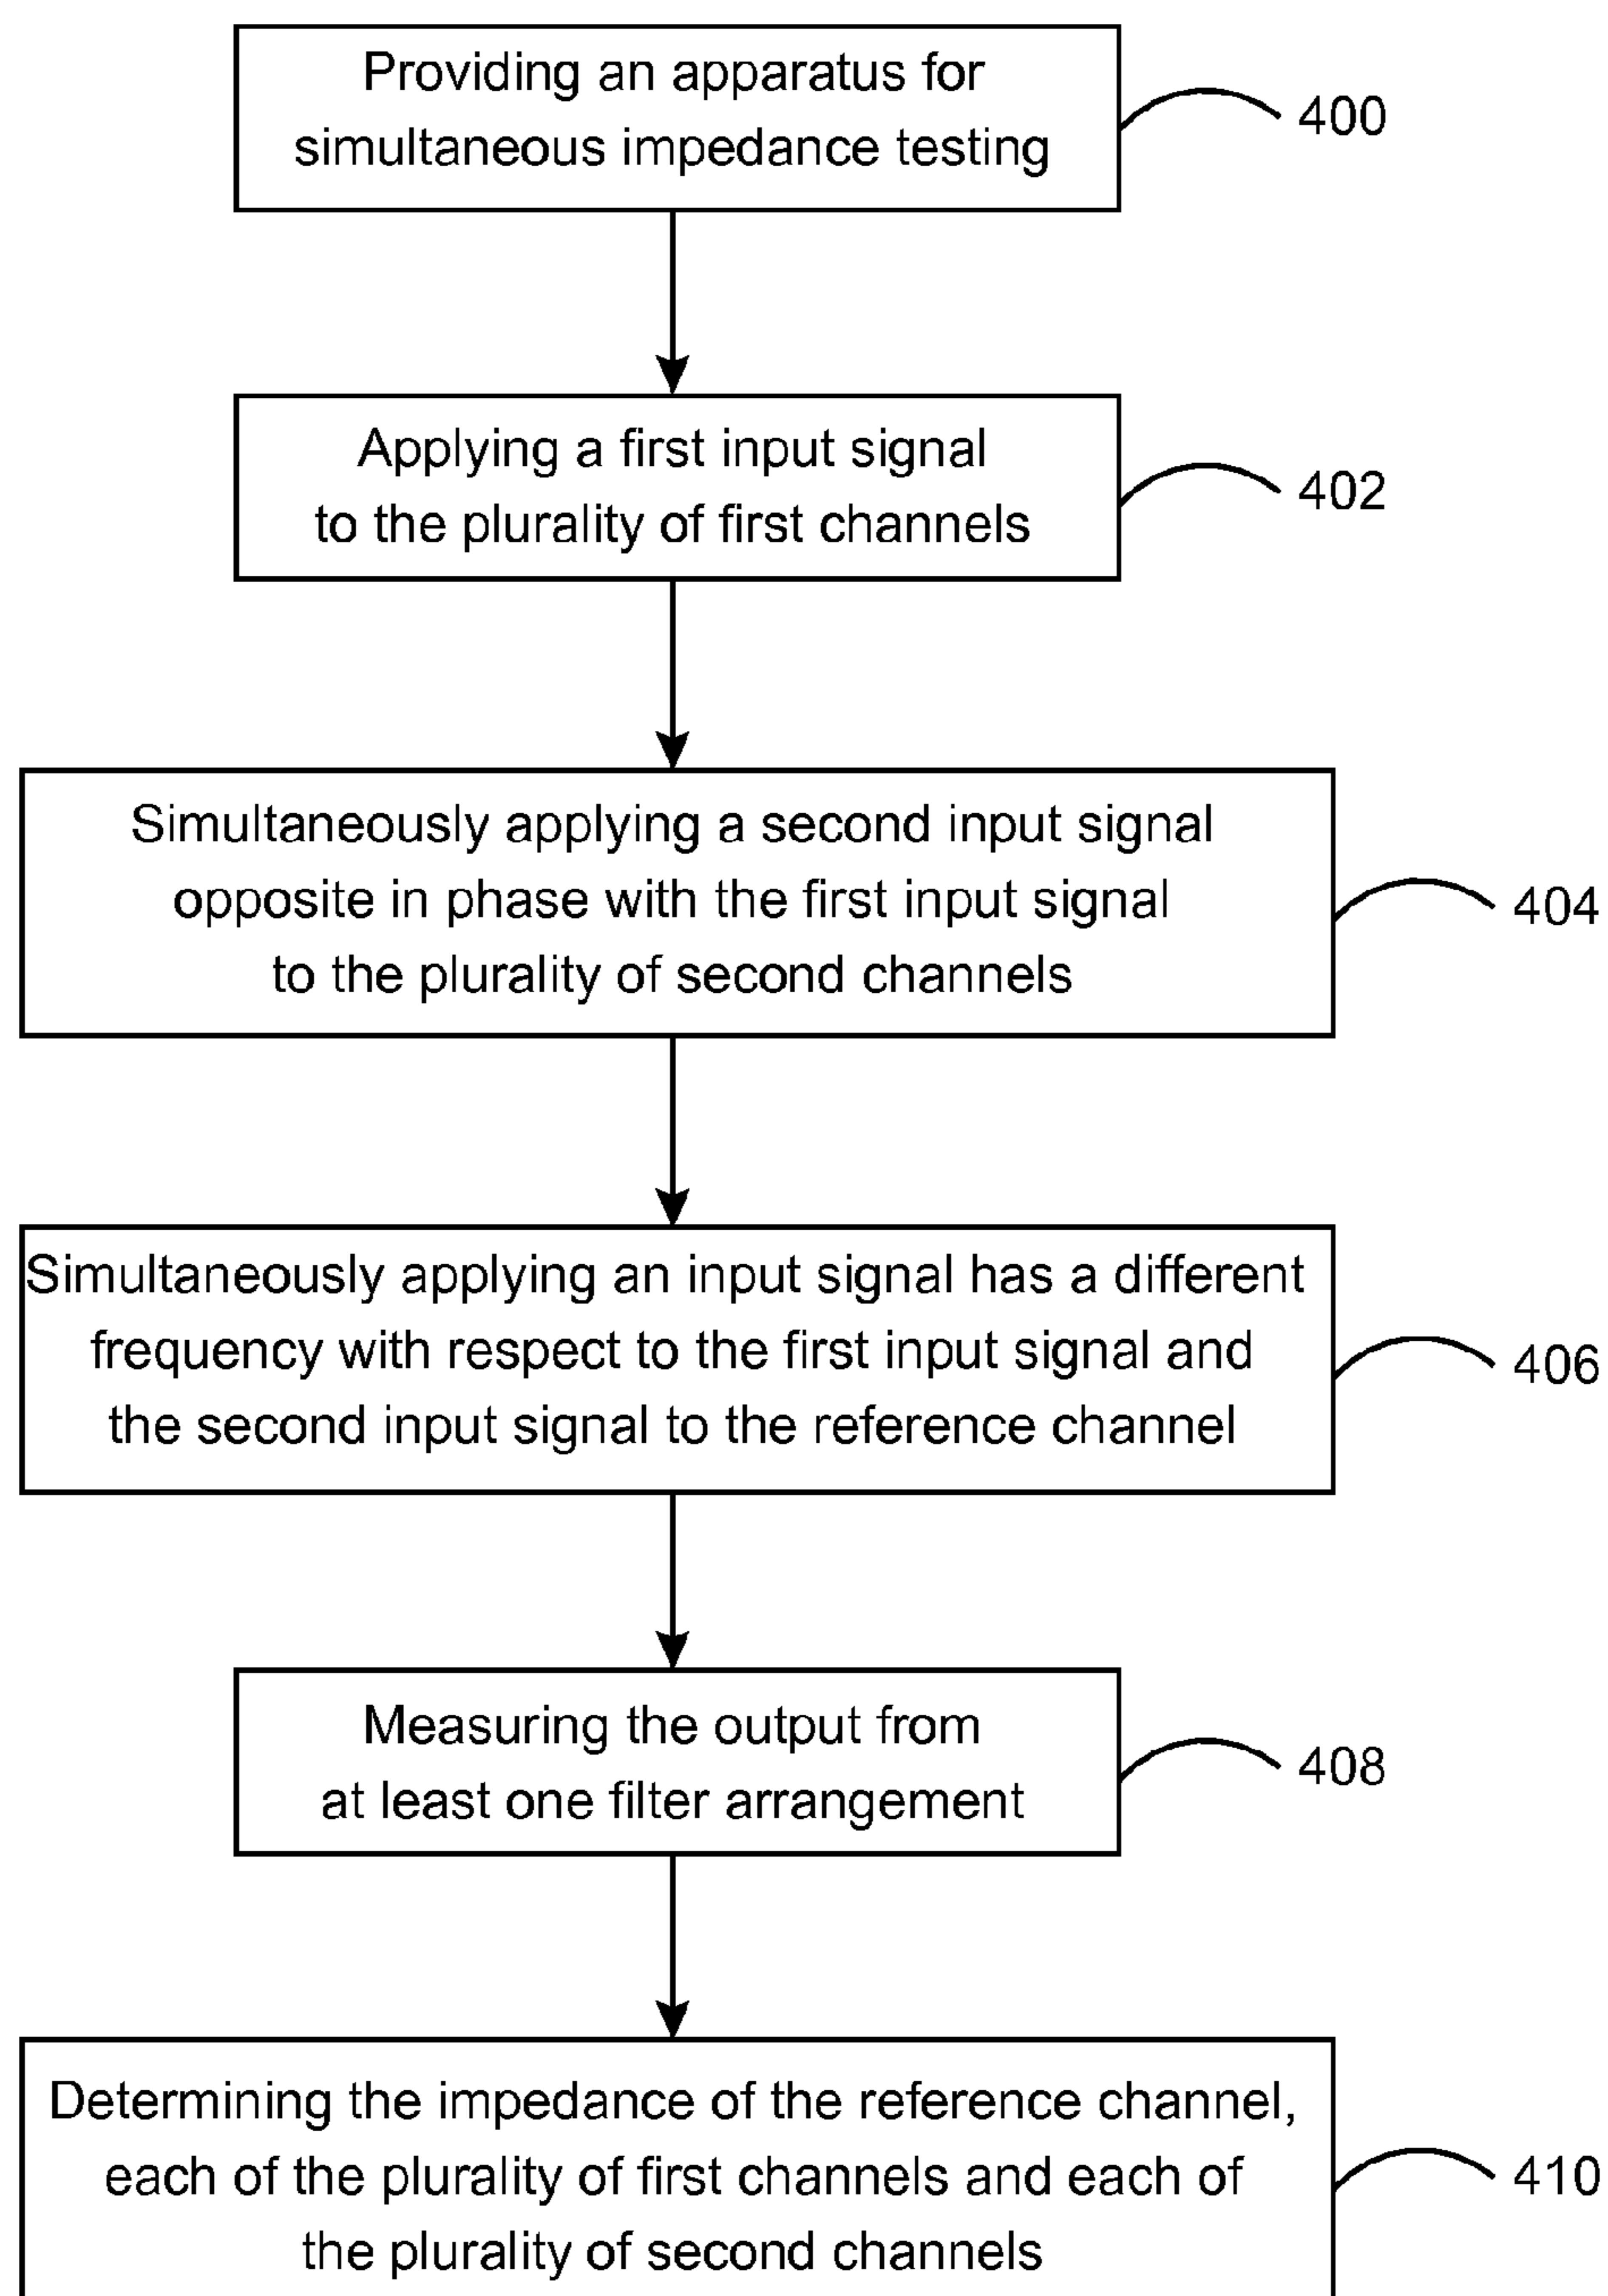 Providing an apparatus for
simultaneous impedance testing
400
Applying a first input signal
to the plurality of first channels
402
Simultaneously applying a second input signal
opposite in phase with the first input signal
to the plurality of second channels
404
Simultaneously applying an input signal has a different
frequency with respect to the first input signal and
the second input signal to the reference channel
406
Measuring the output from
at least one filter arrangement
408
Determining the impedance of the reference channel,
each of the plurality of first channels and each of
the plurality of second channels
410